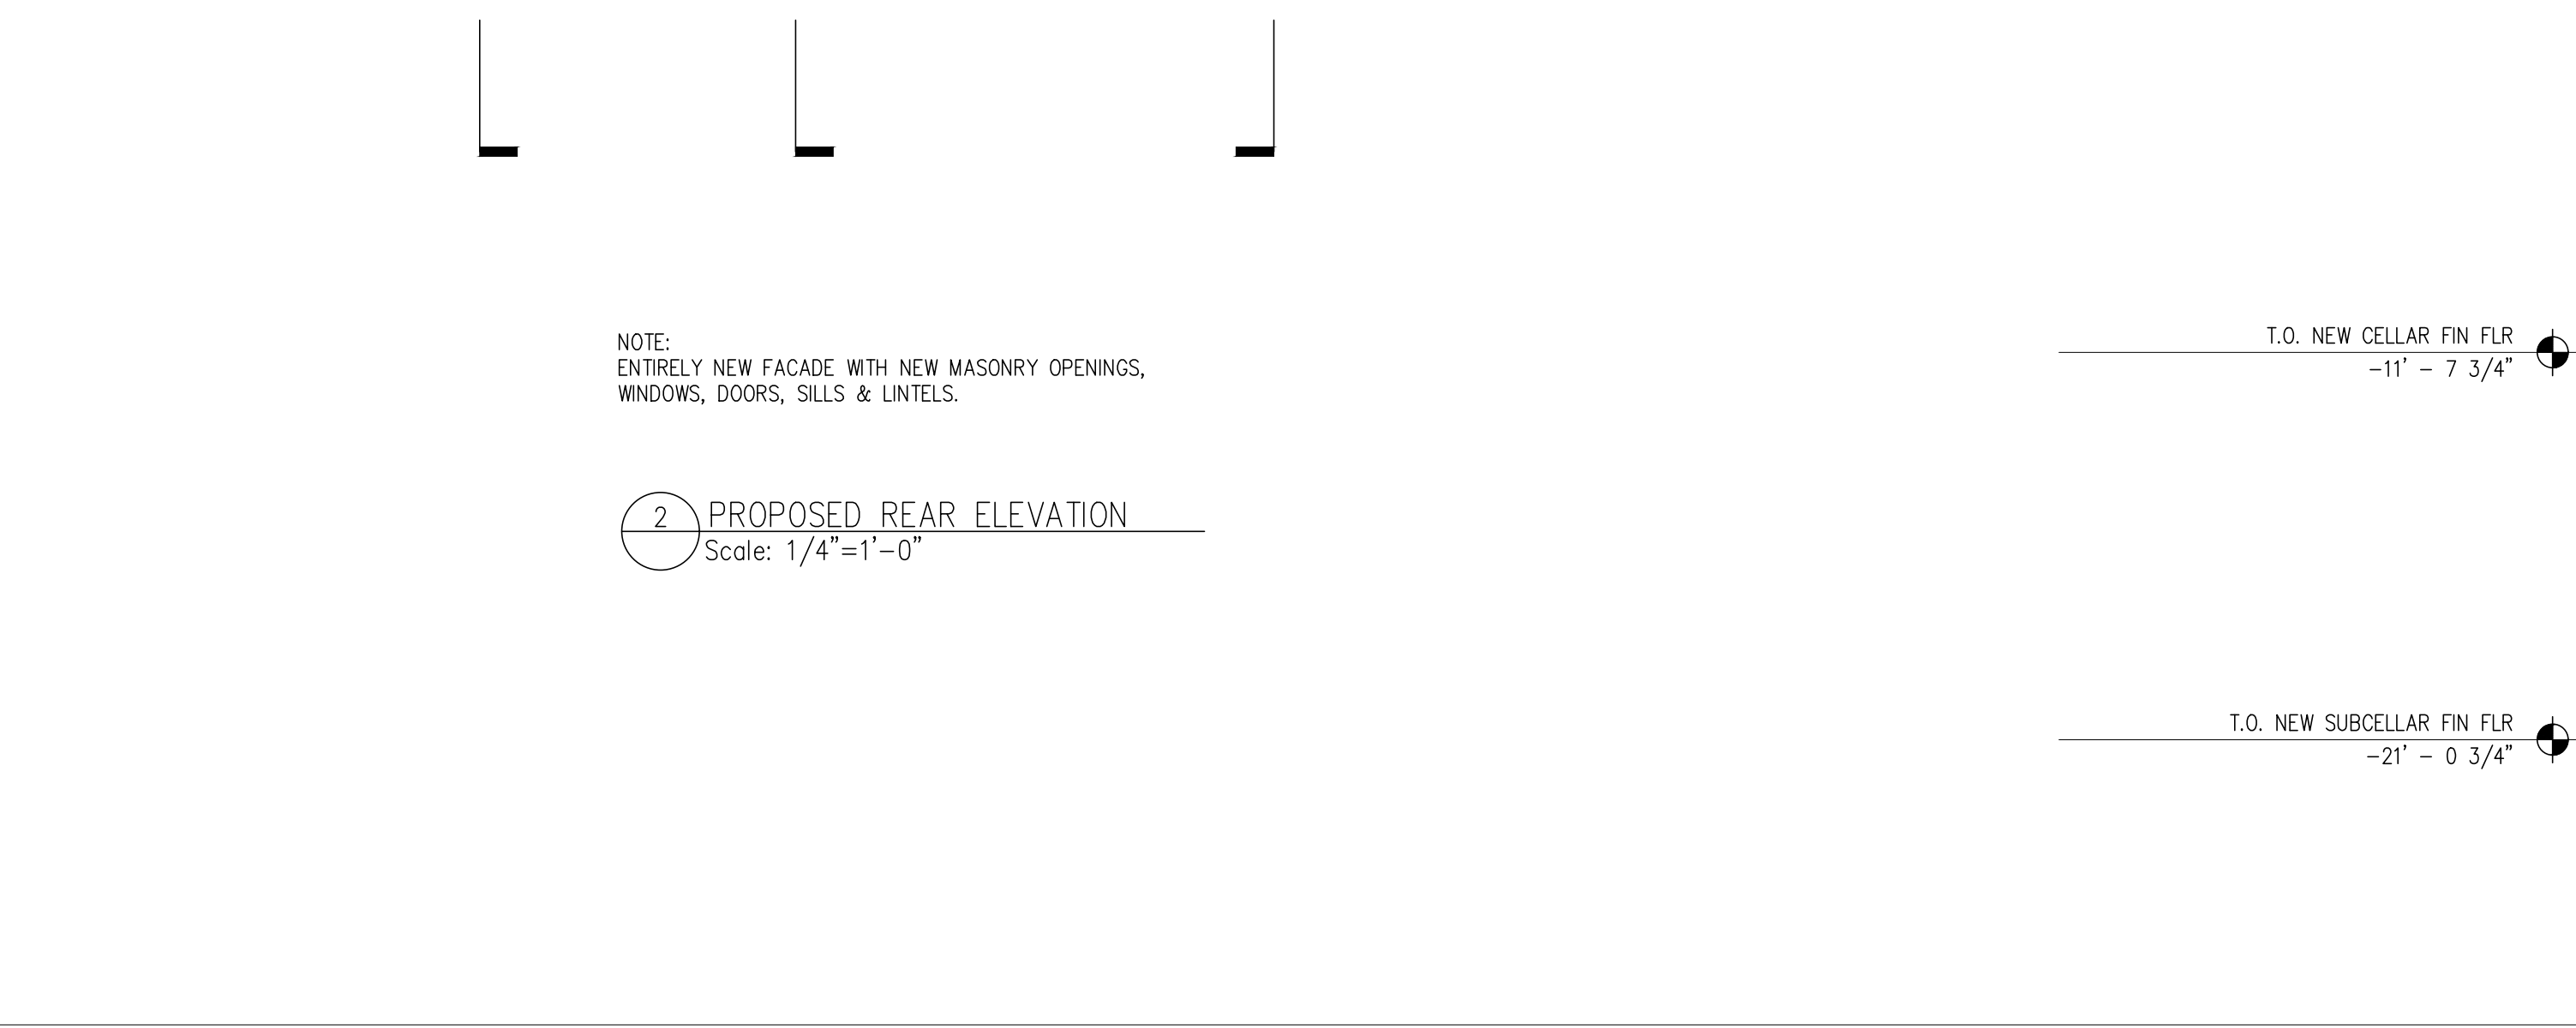 NOTE:
ENTIRELY NEW FACADE WITH NEW MASONRY OPENINGS,
WINDOWS, DOORS, SILLS & LINTELS.
2
PROPOSED REAR ELEVATION
Scale: 1/4"=1'-0"
T.O. NEW CELLAR FIN FLR
-11' - 7 3/4"
T.O. NEW SUBCELLAR FIN FLR
-21' - 0 3/4"